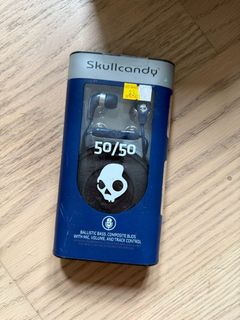 Skullcandy
50/50
BALLISTIC BASS, COMPOSITE BUDS
WITH MIC, VOLUME, AND TRACK CONTROL